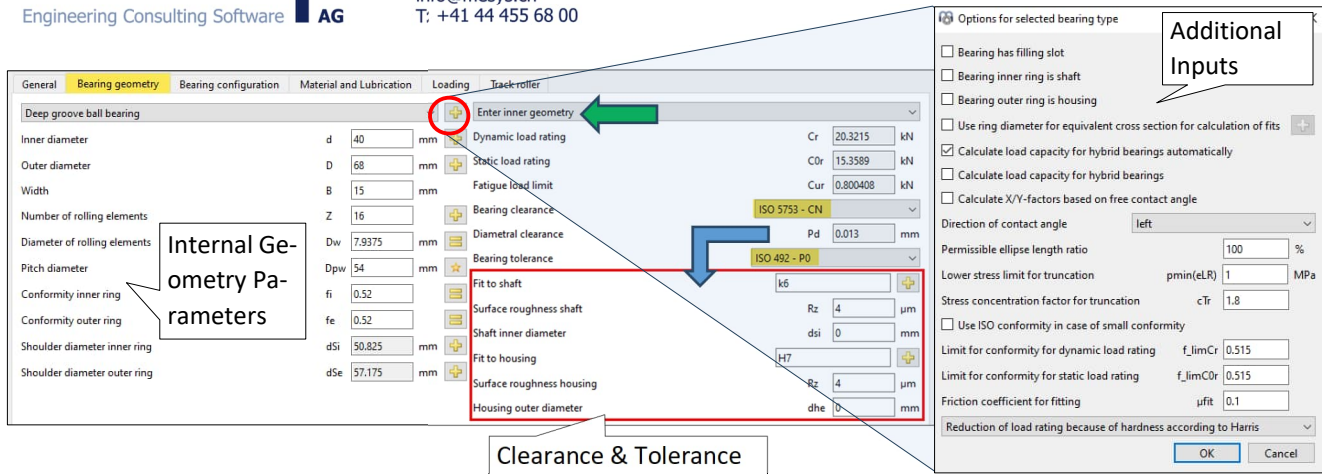 info@mesys.ch
Engineering Consulting Software AG
T: +41 44 455 68 00
General Bearing geometry Bearing configuration Material and Lubrication Loading Track roller
Deep groove ball bearing
Inner diameter d 40 mm
Outer diameter D 68 mm
Width B 15 mm
Number of rolling elements Z 16
Diameter of rolling elements Dw 7.9375 mm
Pitch diameter Dpw 54 mm
Conformity inner ring fi 0.52
Conformity outer ring fe 0.52
Shoulder diameter inner ring dSi 50.825 mm
Shoulder diameter outer ring dSe 57.175 mm
Internal Ge-
ometry Pa-
rameters
Enter inner geometry
Dynamic load rating Cr 20.3215 kN
Static load rating C0r 15.3589 kN
Fatigue load limit Cur 0.800408 kN
Bearing clearance ISO 5753 - CN
Diametral clearance Pd 0.013 mm
Bearing tolerance ISO 492 - P0
Fit to shaft k6
Surface roughness shaft Rz 4 µm
Shaft inner diameter dsi 0 mm
Fit to housing H7
Surface roughness housing Rz 4 µm
Housing outer diameter dhe 0 mm
Clearance & Tolerance
Options for selected bearing type
Additional
Inputs
Bearing has filling slot
Bearing inner ring is shaft
Bearing outer ring is housing
Use ring diameter for equivalent cross section for calculation of fits
Calculate load capacity for hybrid bearings automatically
Calculate load capacity for hybrid bearings
Calculate X/Y-factors based on free contact angle
Direction of contact angle left
Permissible ellipse length ratio 100 %
Lower stress limit for truncation pmin(eLR) 1 MPa
Stress concentration factor for truncation cTr 1.8
Use ISO conformity in case of small conformity
Limit for conformity for dynamic load rating f_limCr 0.515
Limit for conformity for static load rating f_limC0r 0.515
Friction coefficient for fitting µfit 0.1
Reduction of load rating because of hardness according to Harris
OK Cancel